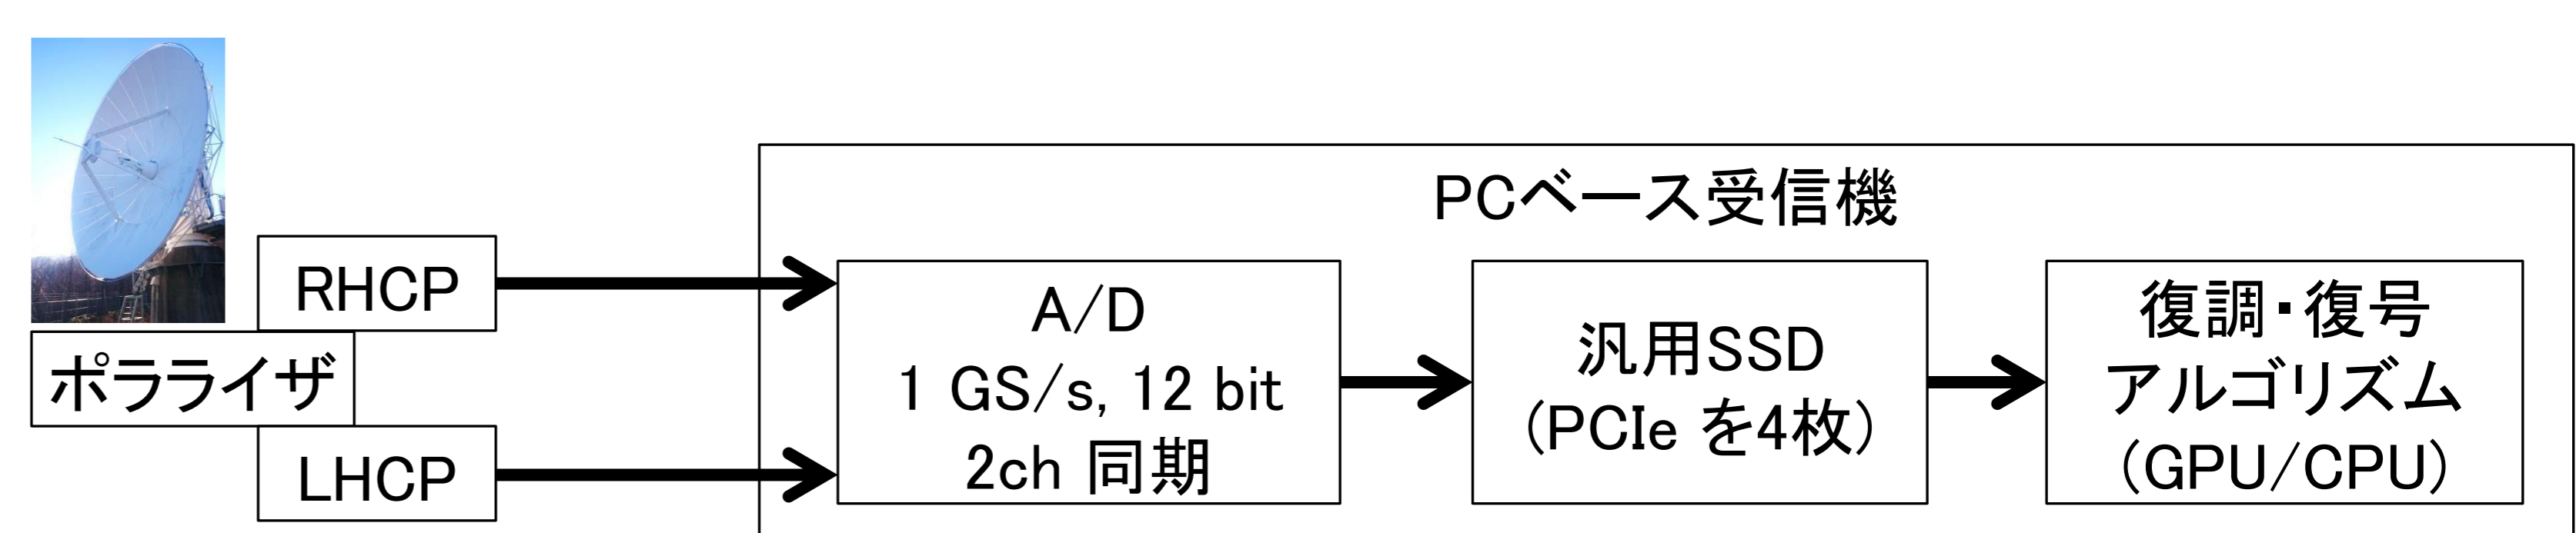 PCベース受信機
RHCP
ポラライザ
LHCP
A/D
1 GS/s, 12 bit
2ch 同期
汎用SSD
(PCIe を4枚)
復調・復号
アルゴリズム
(GPU/CPU)